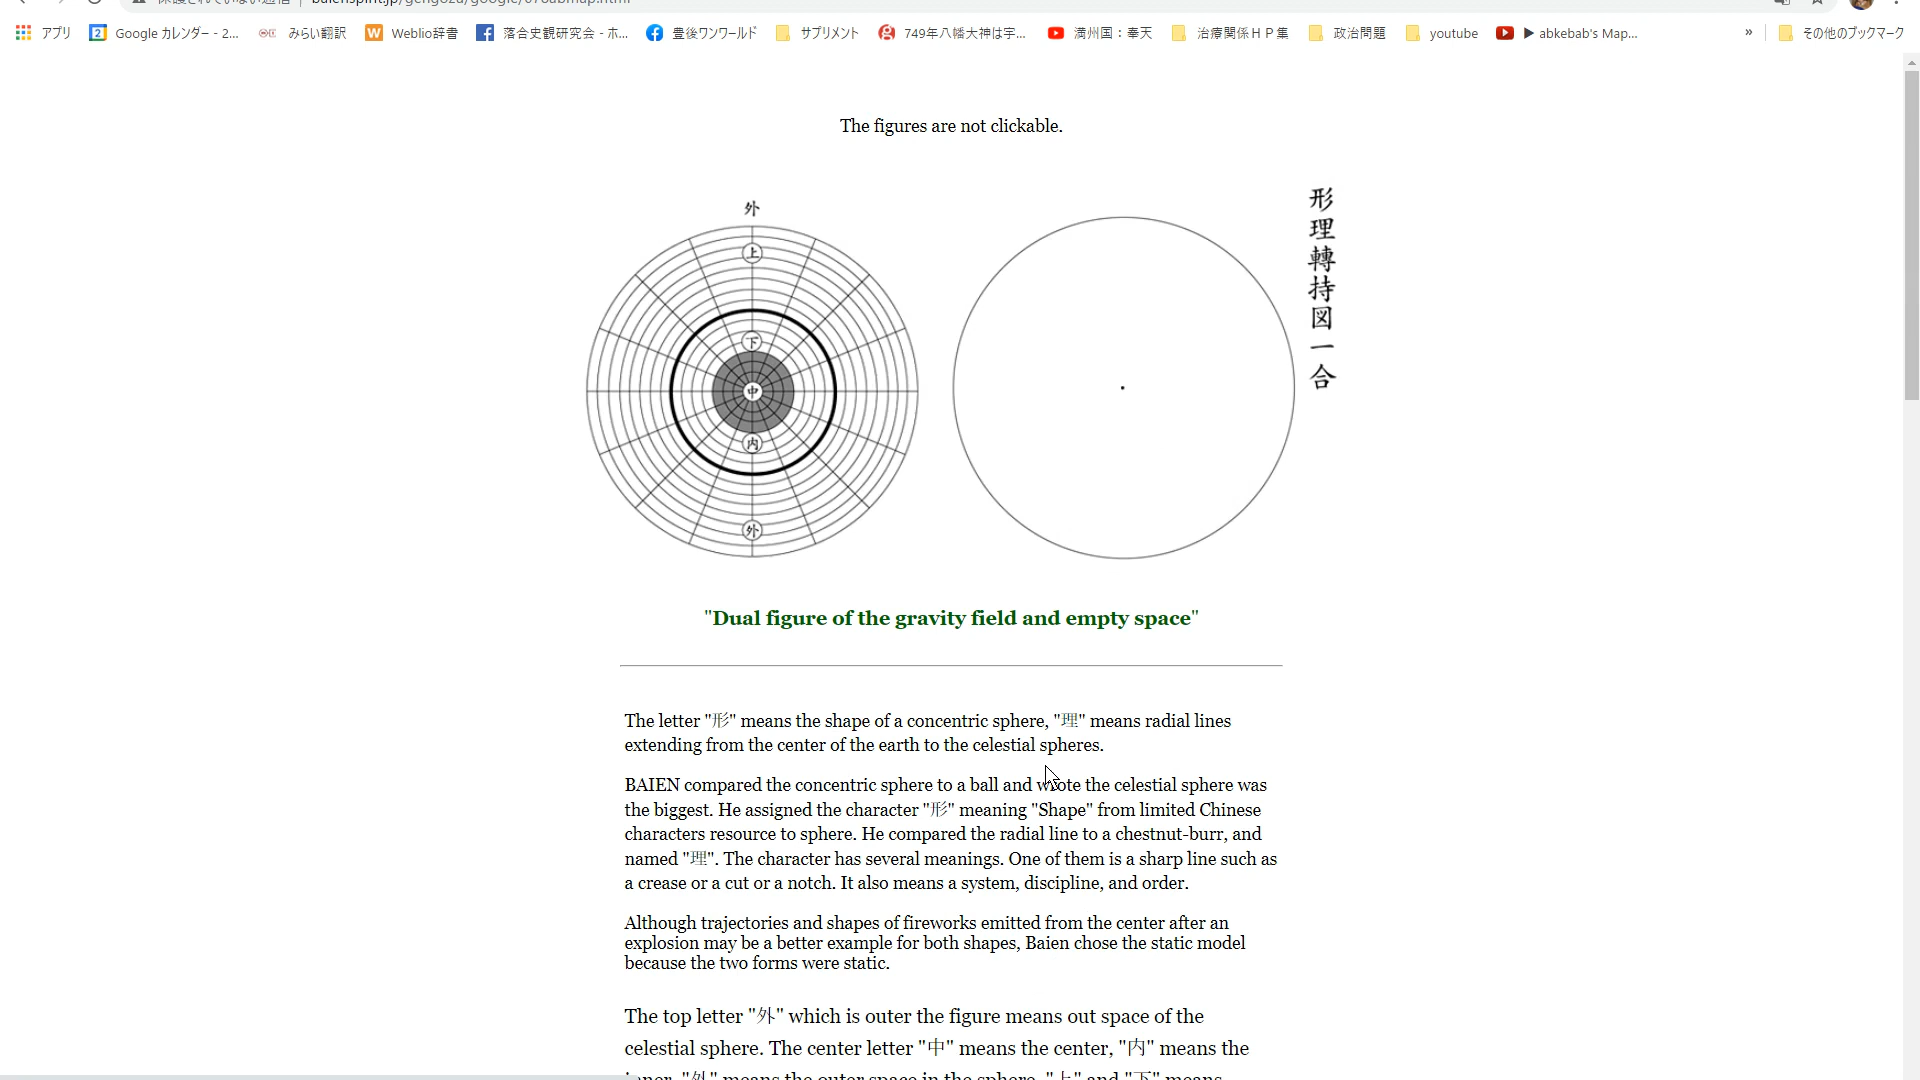 アプリ
Google カレンダー - 2...
みらい翻訳
Weblio辞書
落合史観研究会 - ホ...
豊後ワンワールド
サプリメント
749年八幡大神は宇...
満州国：奉天
治療関係ＨＰ集
政治問題
youtube
▶ abkebab's Map...
»
その他のブックマーク
The figures are not clickable.
形理轉持図一合
外
上
下
中
内
外
"Dual figure of the gravity field and empty space"
The letter "形" means the shape of a concentric sphere, "理" means radial lines
extending from the center of the earth to the celestial spheres.
BAIEN compared the concentric sphere to a ball and wrote the celestial sphere was
the biggest. He assigned the character "形" meaning "Shape" from limited Chinese
characters resource to sphere. He compared the radial line to a chestnut-burr, and
named "理". The character has several meanings. One of them is a sharp line such as
a crease or a cut or a notch. It also means a system, discipline, and order.
Although trajectories and shapes of fireworks emitted from the center after an
explosion may be a better example for both shapes, Baien chose the static model
because the two forms were static.
The top letter "外" which is outer the figure means out space of the
celestial sphere. The center letter "中" means the center, "内" means the
inner, "外" means the outer space in the sphere. "上" and "下" means